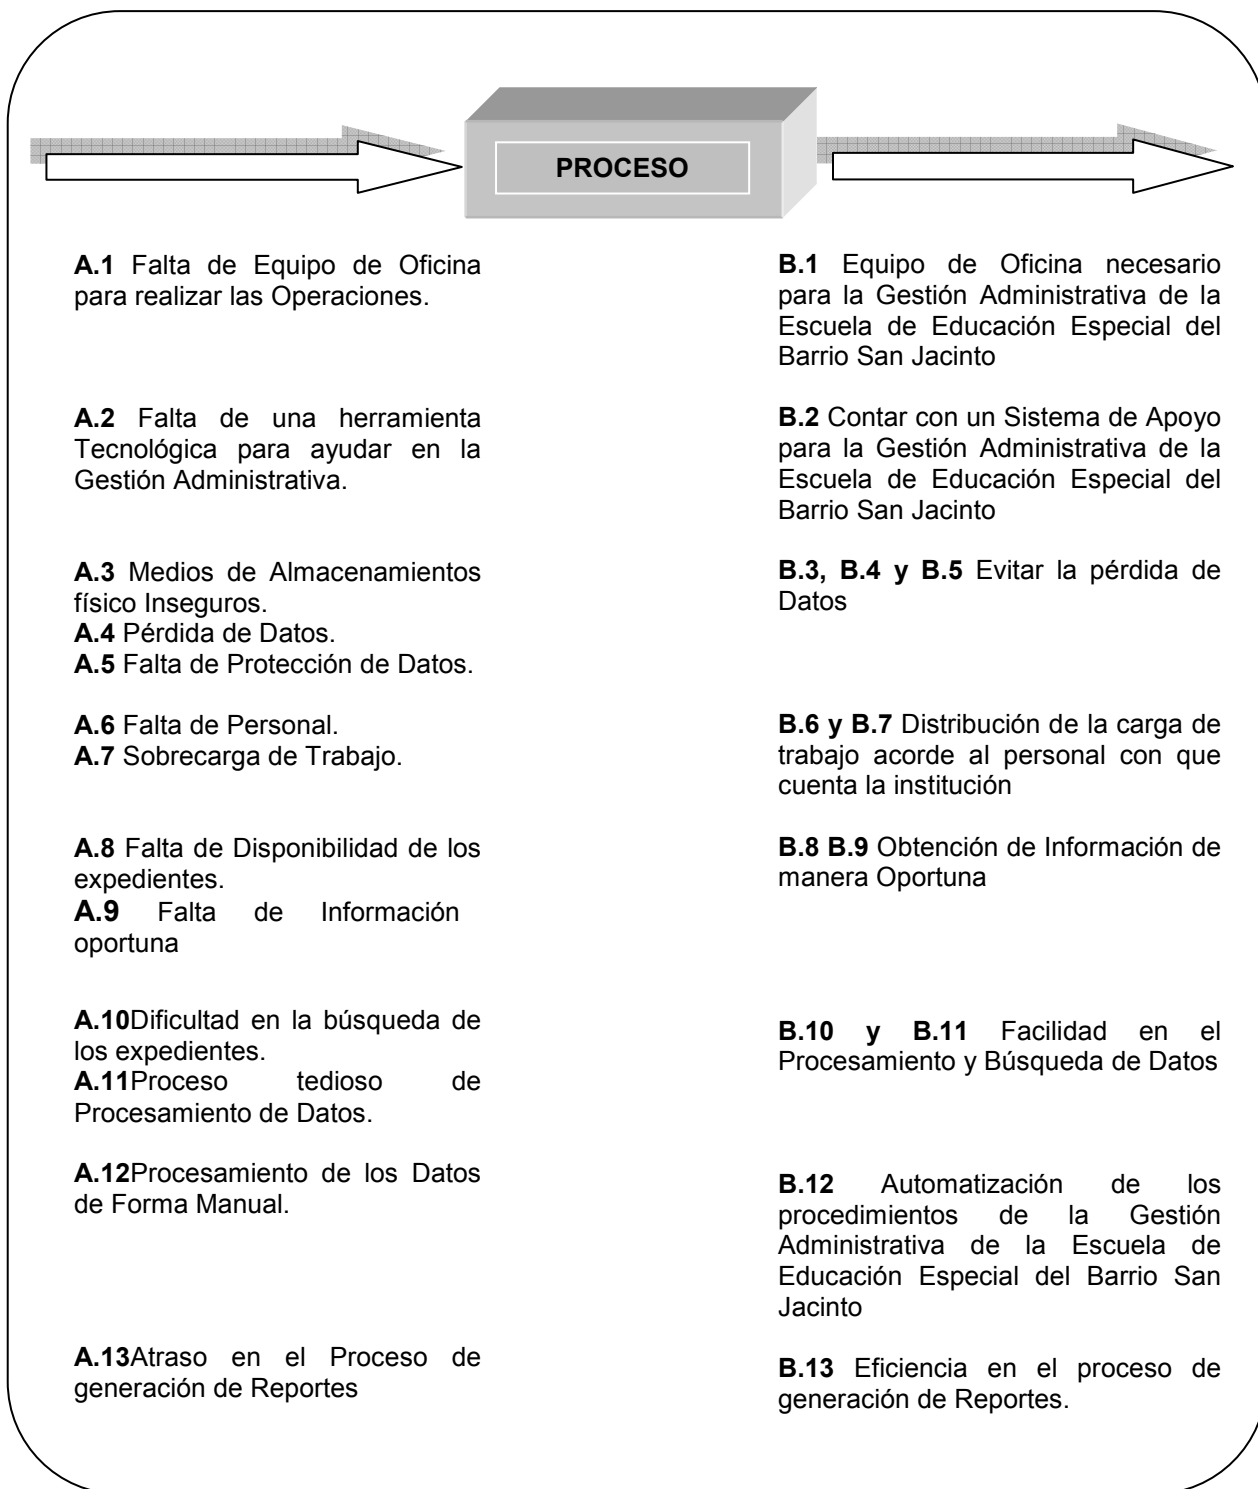 PROCESO
A.1 Falta de Equipo de Oficina
para realizar las Operaciones.
A.2 Falta de una herramienta
Tecnológica para ayudar en la
Gestión Administrativa.
A.3 Medios de Almacenamientos
físico Inseguros.
A.4 Pérdida de Datos.
A.5 Falta de Protección de Datos.
A.6 Falta de Personal.
A.7 Sobrecarga de Trabajo.
A.8 Falta de Disponibilidad de los
expedientes.
A.9 Falta de Información
oportuna
A.10Dificultad en la búsqueda de
los expedientes.
A.11Proceso tedioso de
Procesamiento de Datos.
A.12Procesamiento de los Datos
de Forma Manual.
A.13Atraso en el Proceso de
generación de Reportes
B.1 Equipo de Oficina necesario
para la Gestión Administrativa de la
Escuela de Educación Especial del
Barrio San Jacinto
B.2 Contar con un Sistema de Apoyo
para la Gestión Administrativa de la
Escuela de Educación Especial del
Barrio San Jacinto
B.3, B.4 y B.5 Evitar la pérdida de
Datos
B.6 y B.7 Distribución de la carga de
trabajo acorde al personal con que
cuenta la institución
B.8 B.9 Obtención de Información de
manera Oportuna
B.10 y B.11 Facilidad en el
Procesamiento y Búsqueda de Datos
B.12 Automatización de los
procedimientos de la Gestión
Administrativa de la Escuela de
Educación Especial del Barrio San
Jacinto
B.13 Eficiencia en el proceso de
generación de Reportes.